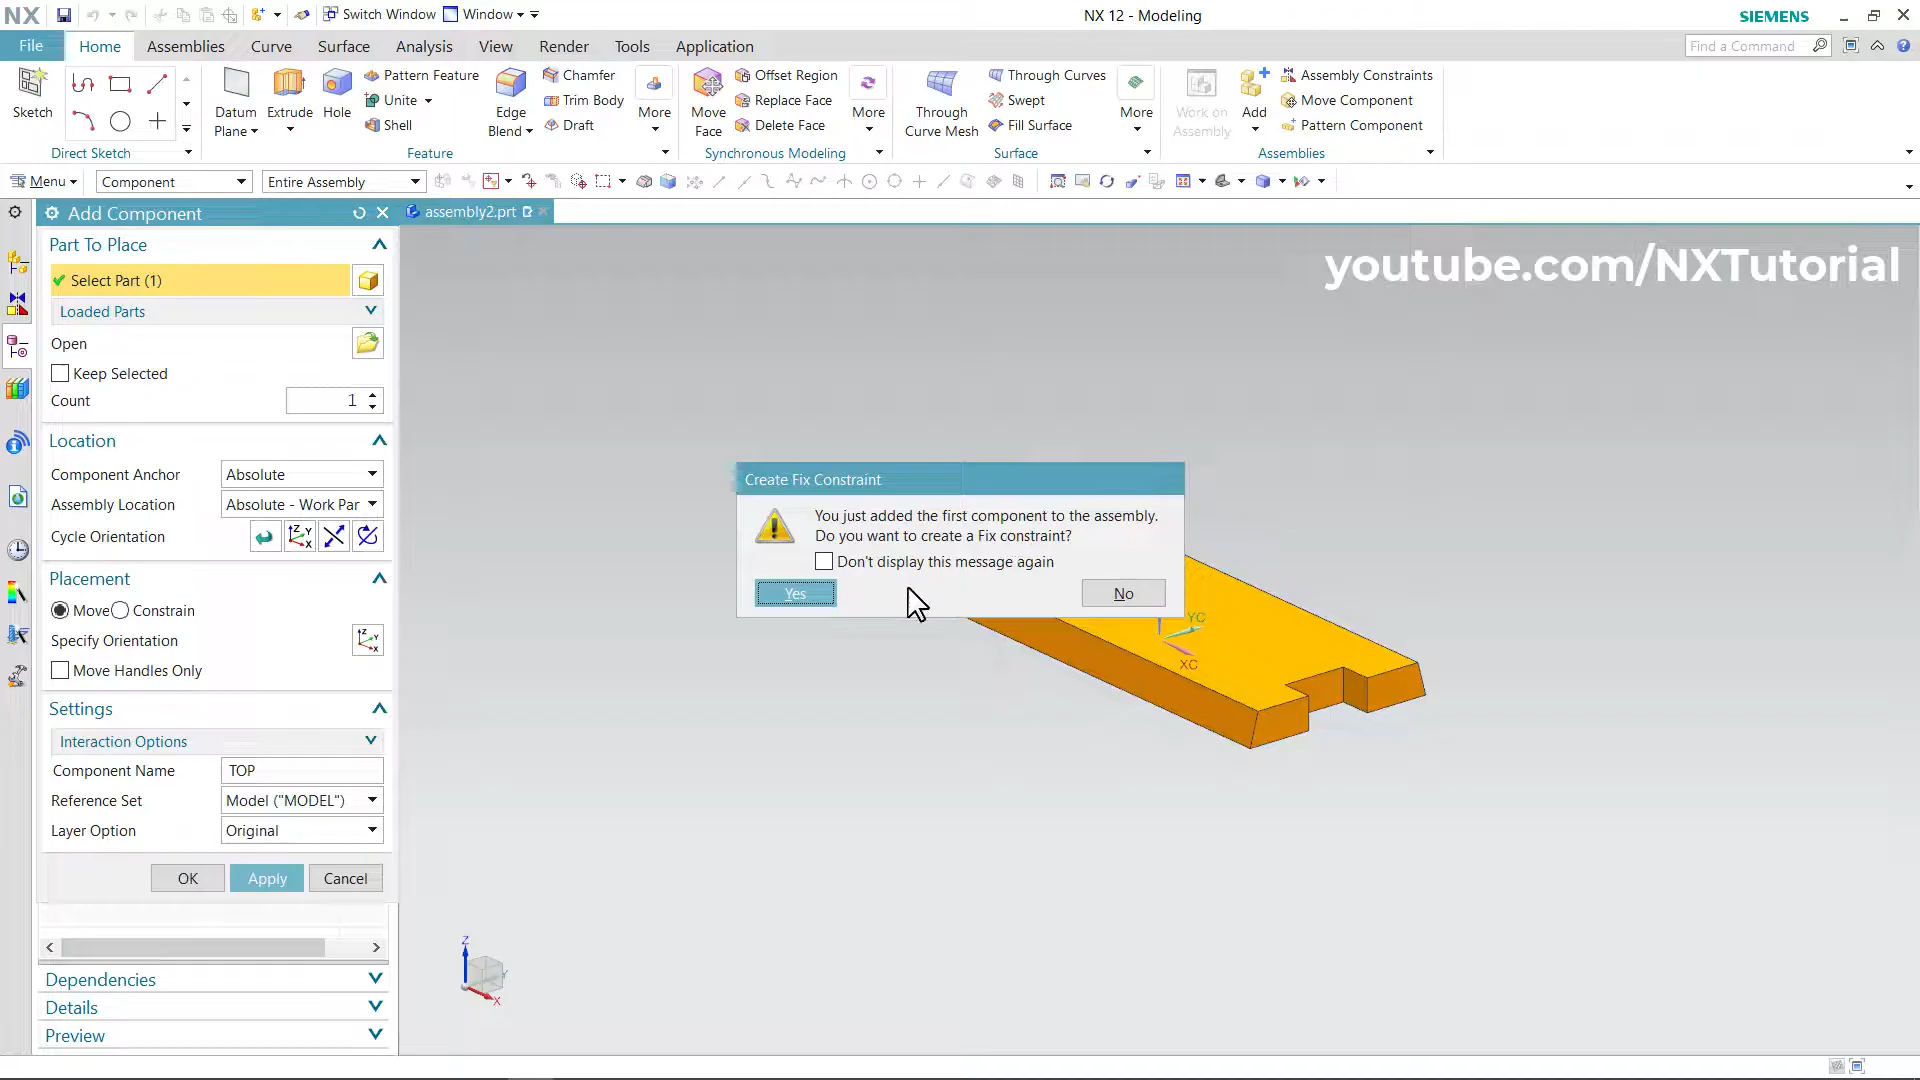 NX
Switch Window
Window
NX 12 - Modeling
SIEMENS
File
Home
Assemblies
Curve
Surface
Analysis
View
Render
Tools
Application
Find a Command
Sketch
Direct Sketch
Datum
Plane
Extrude
Hole
Pattern Feature
Unite
Shell
Edge
Blend
Chamfer
Trim Body
Draft
More
Feature
Move
Face
Offset Region
Replace Face
Delete Face
More
Synchronous Modeling
Through
Curve Mesh
Through Curves
Swept
Fill Surface
More
Surface
Work on
Assembly
Add
Assembly Constraints
Move Component
Pattern Component
Assemblies
Menu
Component
Entire Assembly
Add Component
assembly2.prt
Part To Place
Select Part (1)
Loaded Parts
Open
Keep Selected
Count
1
Location
Component Anchor
Absolute
Assembly Location
Absolute - Work Par
Cycle Orientation
Placement
Move
Constrain
Specify Orientation
Move Handles Only
Settings
Interaction Options
Component Name
TOP
Reference Set
Model ("MODEL")
Layer Option
Original
OK
Apply
Cancel
Dependencies
Details
Preview
youtube.com/NXTutorial
Create Fix Constraint
You just added the first component to the assembly.
Do you want to create a Fix constraint?
Don't display this message again
Yes
No
YC
XC
Z
Y
X